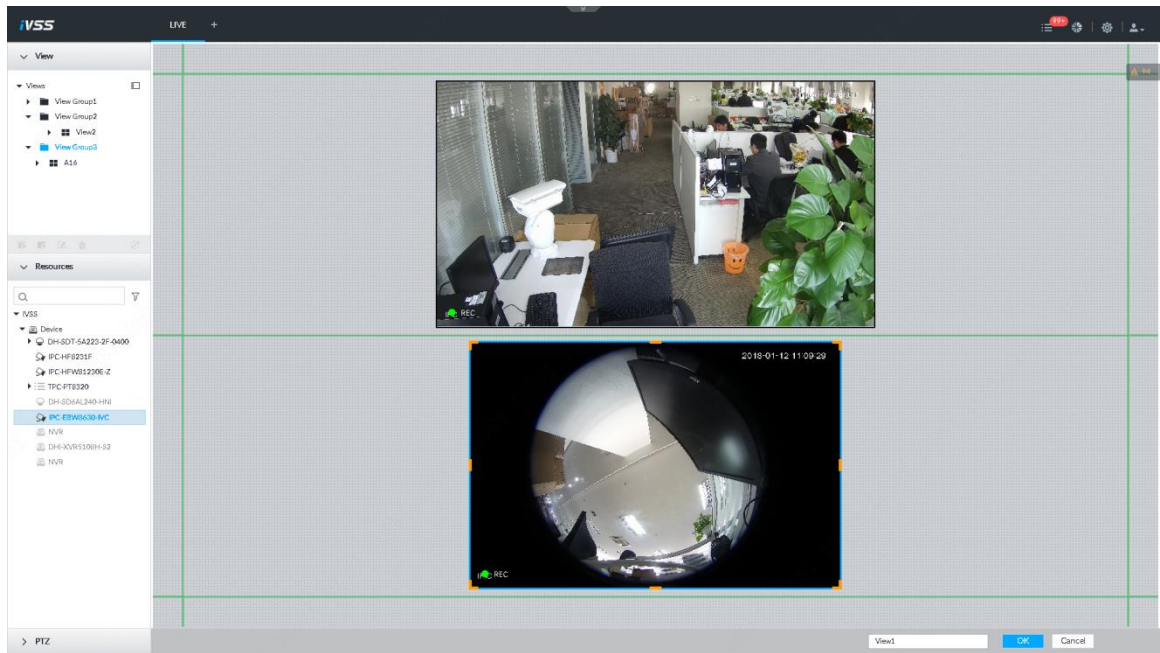 iVSS
LIVE +
99+
View
Views
View Group1
View Group2
View2
View Group3
A16
Resources
IVSS
Device
DH-SDT-5A223-2F-0400
IPC-HF8231F
IPC-HFW81230E-Z
TPC-PT8320
DH-SD6AL240-HNI
IPC-EBW8630-IVC
NVR
DHI-XVR5108H-S2
NVR
PTZ
REC
2018-01-12 11:09:29
REC
View1
OK
Cancel